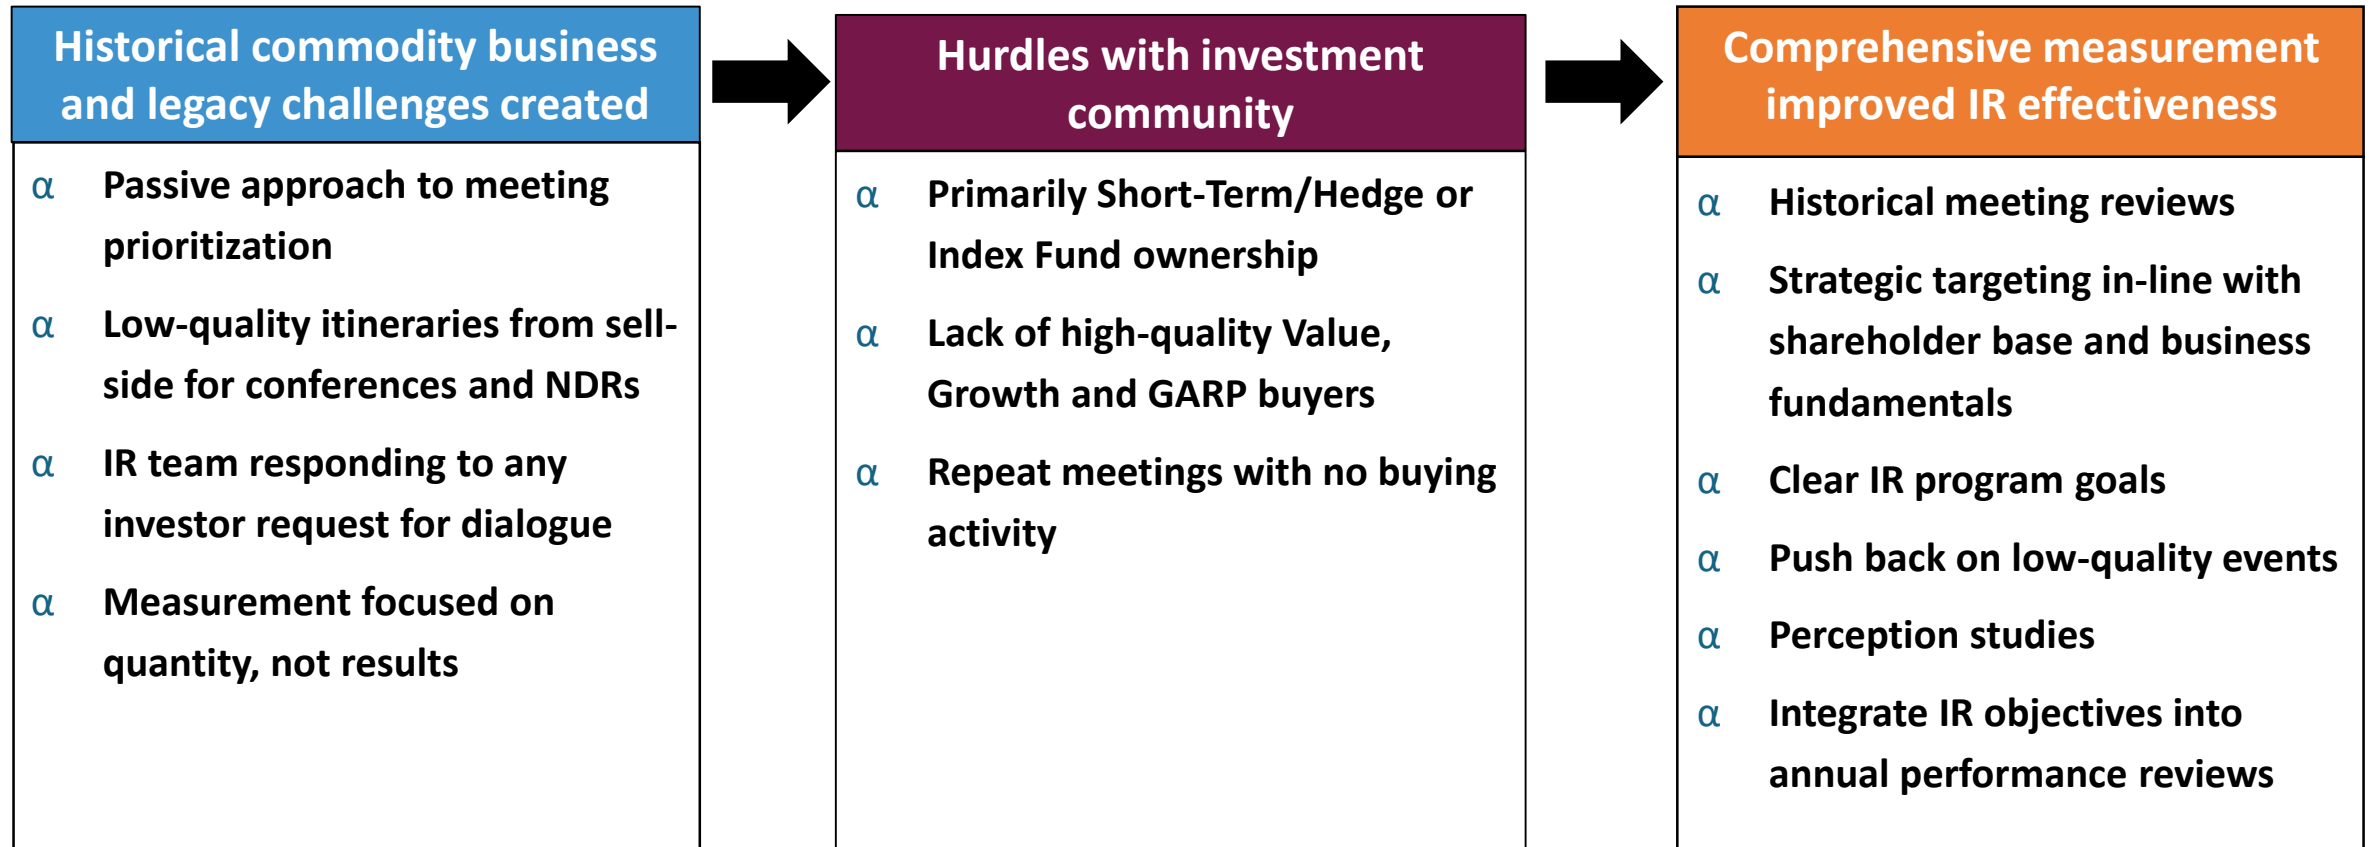 Historical commodity business
and legacy challenges created
α Passive approach to meeting
prioritization
α Low-quality itineraries from sell-
side for conferences and NDRs
α IR team responding to any
investor request for dialogue
α Measurement focused on
quantity, not results
Hurdles with investment
community
α Primarily Short-Term/Hedge or
Index Fund ownership
α Lack of high-quality Value,
Growth and GARP buyers
α Repeat meetings with no buying
activity
Comprehensive measurement
improved IR effectiveness
α Historical meeting reviews
α Strategic targeting in-line with
shareholder base and business
fundamentals
α Clear IR program goals
α Push back on low-quality events
α Perception studies
α Integrate IR objectives into
annual performance reviews